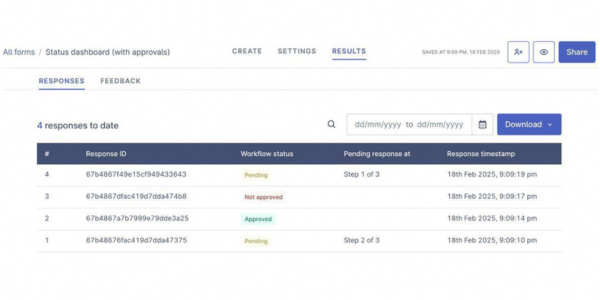 All forms / Status dashboard (with approvals)
CREATE SETTINGS RESULTS
SAVED AT 9:09 PM, 18 FEB 2025
Share
RESPONSES FEEDBACK
4 responses to date
dd/mm/yyyy to dd/mm/yyyy
Download
# Response ID Workflow status Pending response at Response timestamp
4 67b4867f49e15cf949433643 Pending Step 1 of 3 18th Feb 2025, 9:09:19 pm
3 67b4867dfac419d7dda474b8 Not approved 18th Feb 2025, 9:09:17 pm
2 67b4867a7b7999e79dde3a25 Approved 18th Feb 2025, 9:09:14 pm
1 67b48676fac419d7dda47375 Pending Step 2 of 3 18th Feb 2025, 9:09:10 pm